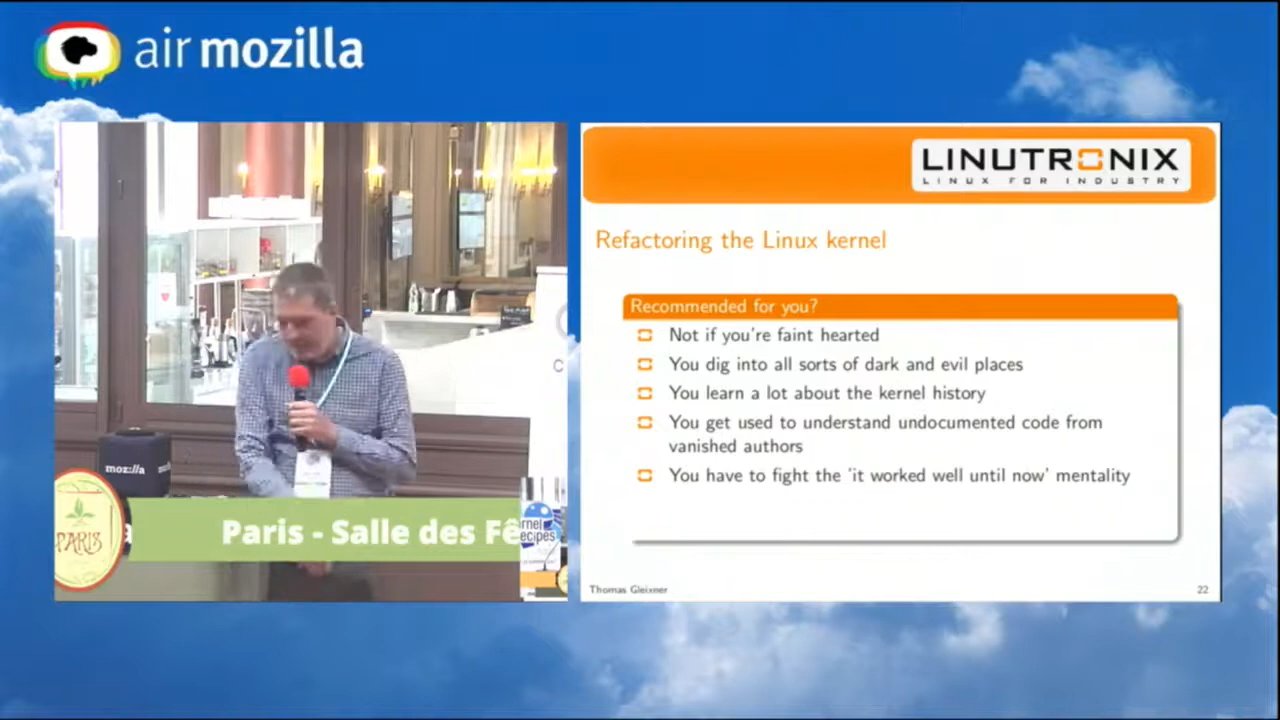 air mozilla
LINUTRONIX
LINUX FOR INDUSTRY
Refactoring the Linux kernel
Recommended for you?
Not if you're faint hearted
You dig into all sorts of dark and evil places
You learn a lot about the kernel history
You get used to understand undocumented code from
vanished authors
You have to fight the 'it worked well until now' mentality
Thomas Gleixner
22
moz://a
PARIS
Paris - Salle des Fê
rnel
ecipes